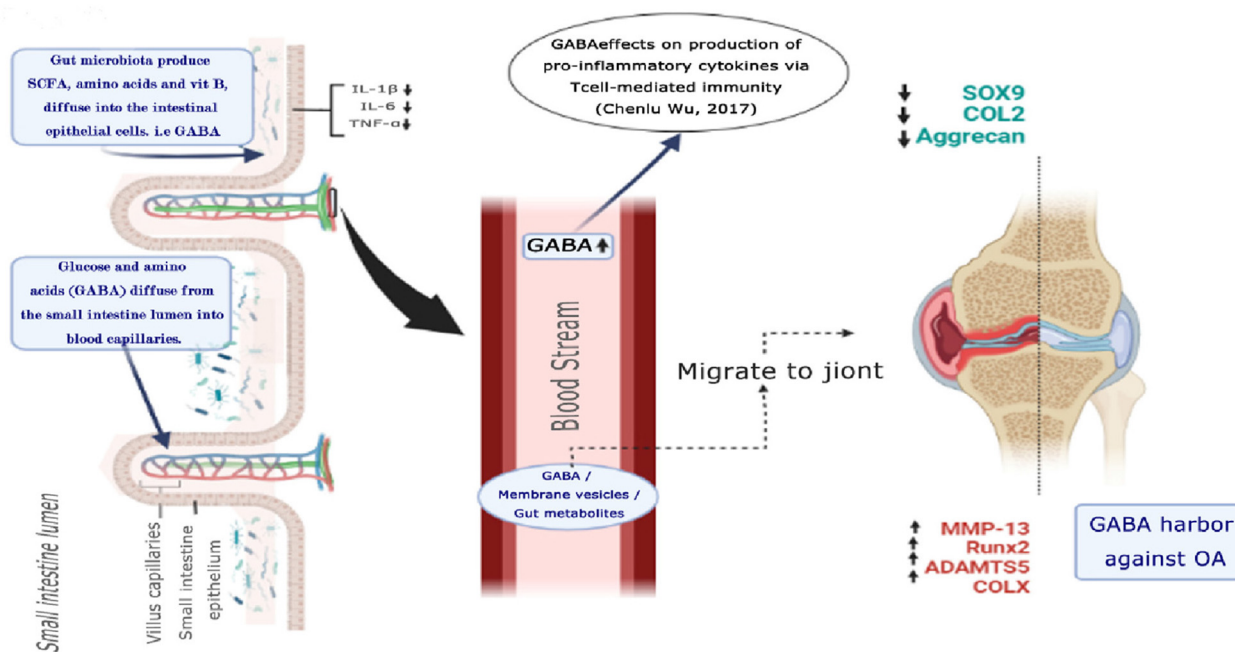 Gut microbiota produce
SCFA, amino acids and vit B,
diffuse into the intestinal
epithelial cells. i.e GABA
IL-1β ↓
IL-6 ↓
TNF-α ↓
Glucose and amino
acids (GABA) diffuse from
the small intestine lumen into
blood capillaries.
Small intestine lumen
Villus capillaries
Small intestine
epithelium
GABAeffects on production of
pro-inflammatory cytokines via
Tcell-mediated immunity
(Chenlu Wu, 2017)
GABA ↑
Blood Stream
GABA /
Membrane vesicles /
Gut metabolites
Migrate to jiont
↓ SOX9
↓ COL2
↓ Aggrecan
↑ MMP-13
↑ Runx2
↑ ADAMTS5
↑ COLX
GABA harbor
against OA